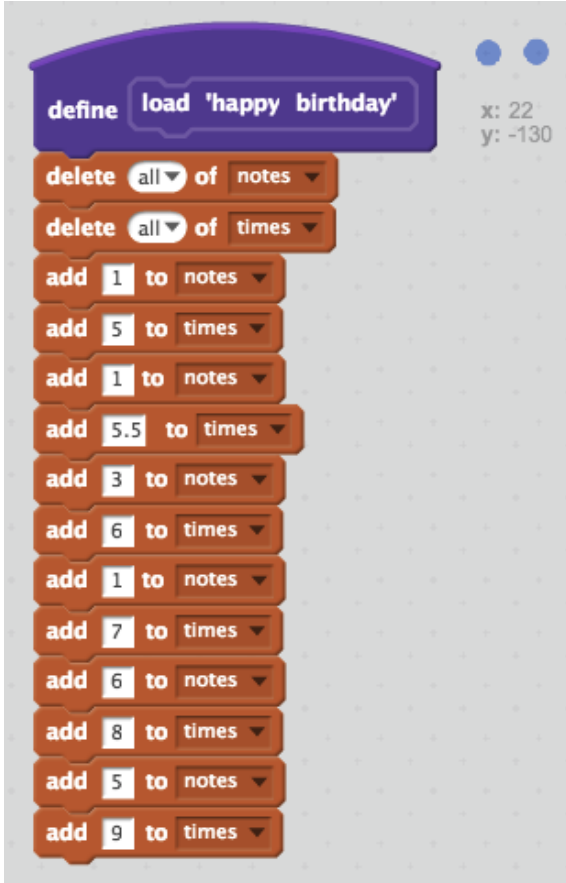 define load 'happy birthday'
x: 22
y: -130
delete all of notes
delete all of times
add 1 to notes
add 5 to times
add 1 to notes
add 5.5 to times
add 3 to notes
add 6 to times
add 1 to notes
add 7 to times
add 6 to notes
add 8 to times
add 5 to notes
add 9 to times